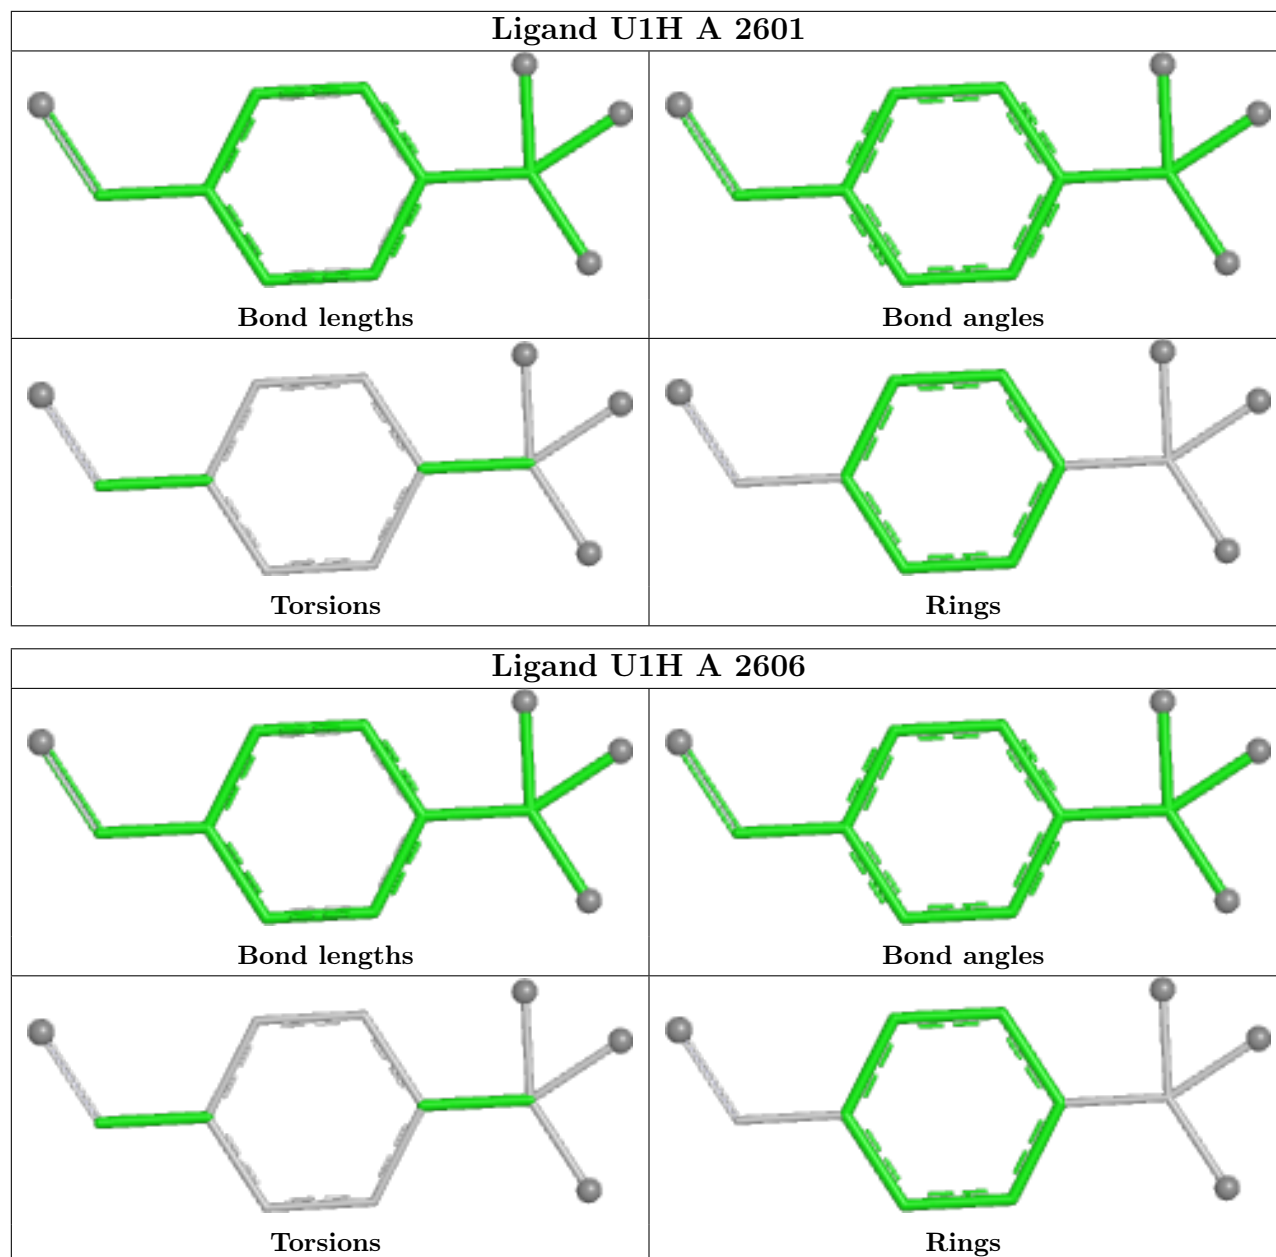 Ligand U1H A 2601
Bond lengths
Bond angles
Torsions
Rings
Ligand U1H A 2606
Bond lengths
Bond angles
Torsions
Rings